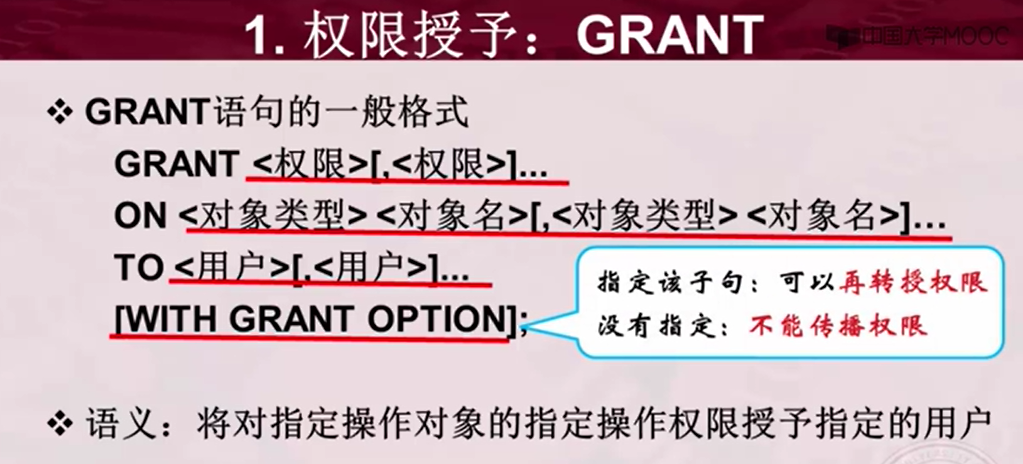 1. 权限授予：GRANT
中国大学MOOC
❖ GRANT语句的一般格式
GRANT <权限>[,<权限>]...
ON <对象类型> <对象名>[,<对象类型> <对象名>]…
TO <用户>[,<用户>]...
[WITH GRANT OPTION];
指定该子句：可以再转授权限
没有指定：不能传播权限
❖ 语义：将对指定操作对象的指定操作权限授予指定的用户